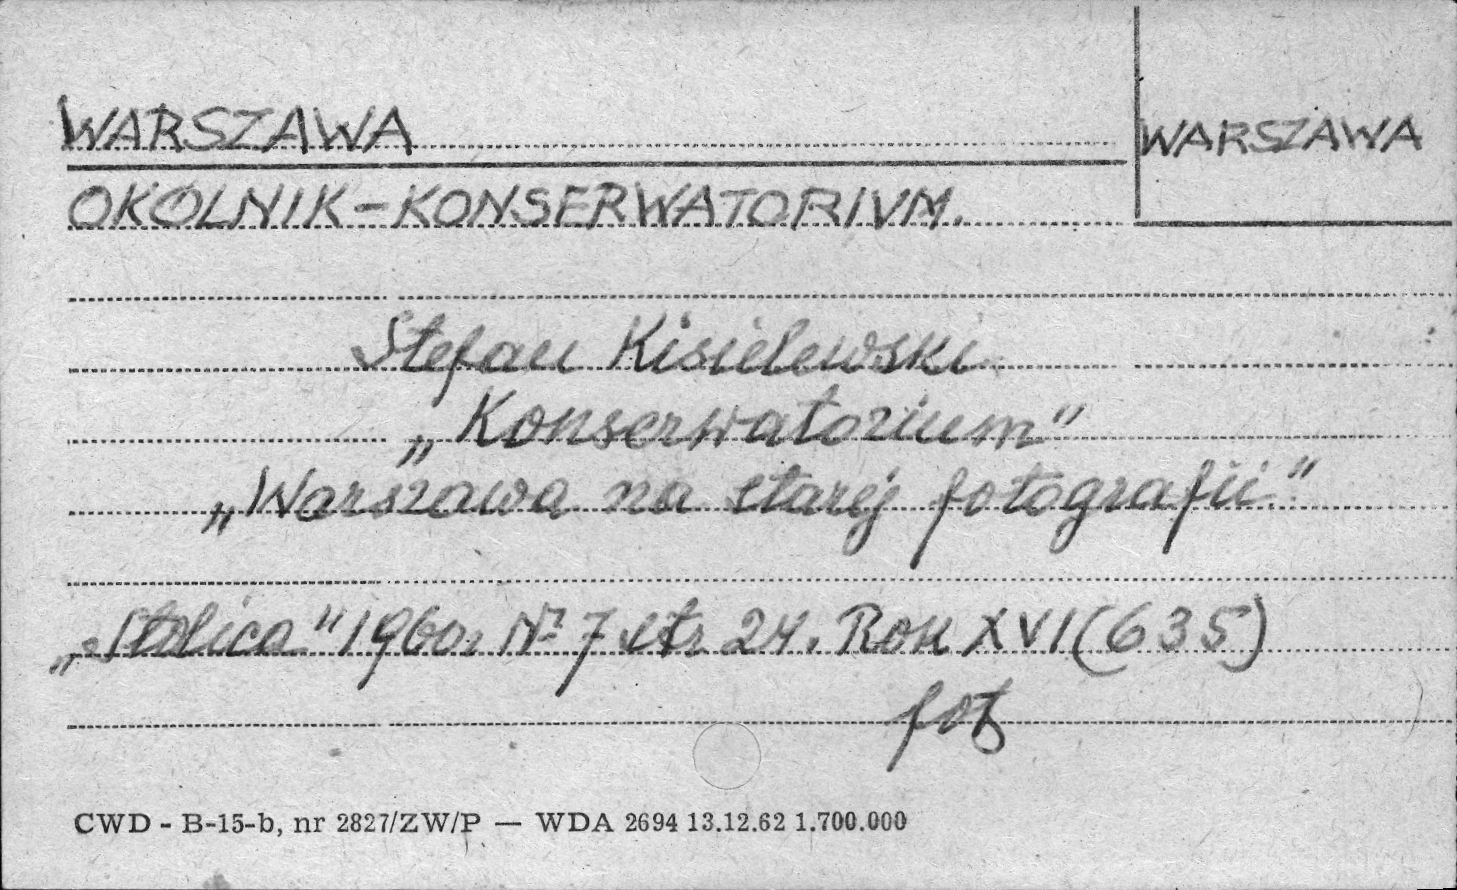 WARSZAWA
WARSZAWA
OKÓLNIK-KONSERWATORIUM.
Stefan Kisielewski
„Konserwatorium"
„Warszawa na starej fotografii."
„Stolica" 1960r Nr 7 str 24. Rok XVI (635)
fot
CWD - B-15-b, nr 2827/ZW/P — WDA 2694 13.12.62 1.700.000